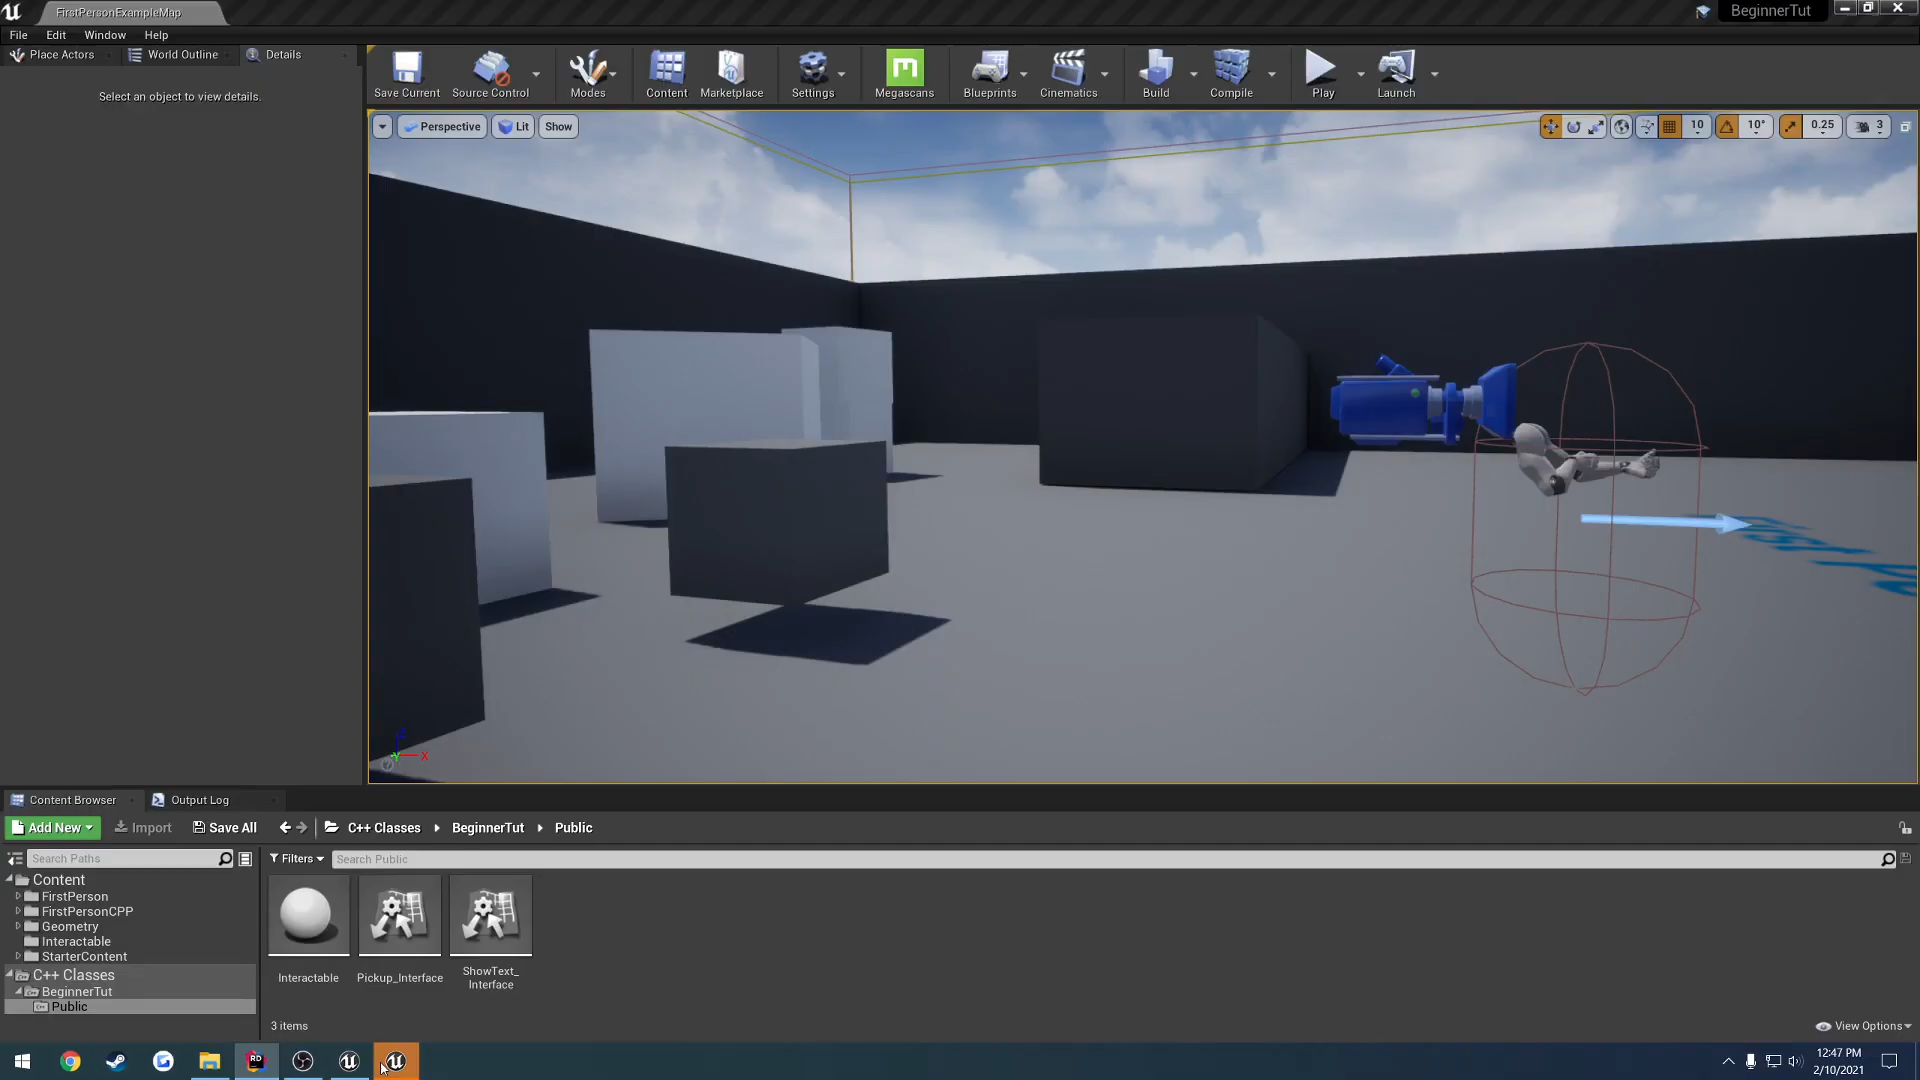 FirstPersonExampleMap
BeginnerTut
File
Edit
Window
Help
Place Actors
World Outline
Details
Select an object to view details.
Save Current
Source Control
Modes
Content
Marketplace
Settings
Megascans
Blueprints
Cinematics
Build
Compile
Play
Launch
Perspective
Lit
Show
10
10°
0.25
3
Z
X
Content Browser
Output Log
Add New
Import
Save All
C++ Classes
BeginnerTut
Public
Search Paths
Filters
Search Public
Content
FirstPerson
FirstPersonCPP
Geometry
Interactable
StarterContent
C++ Classes
BeginnerTut
Public
Interactable
Pickup_Interface
ShowText_
Interface
3 items
View Options
RD
12:47 PM
2/10/2021